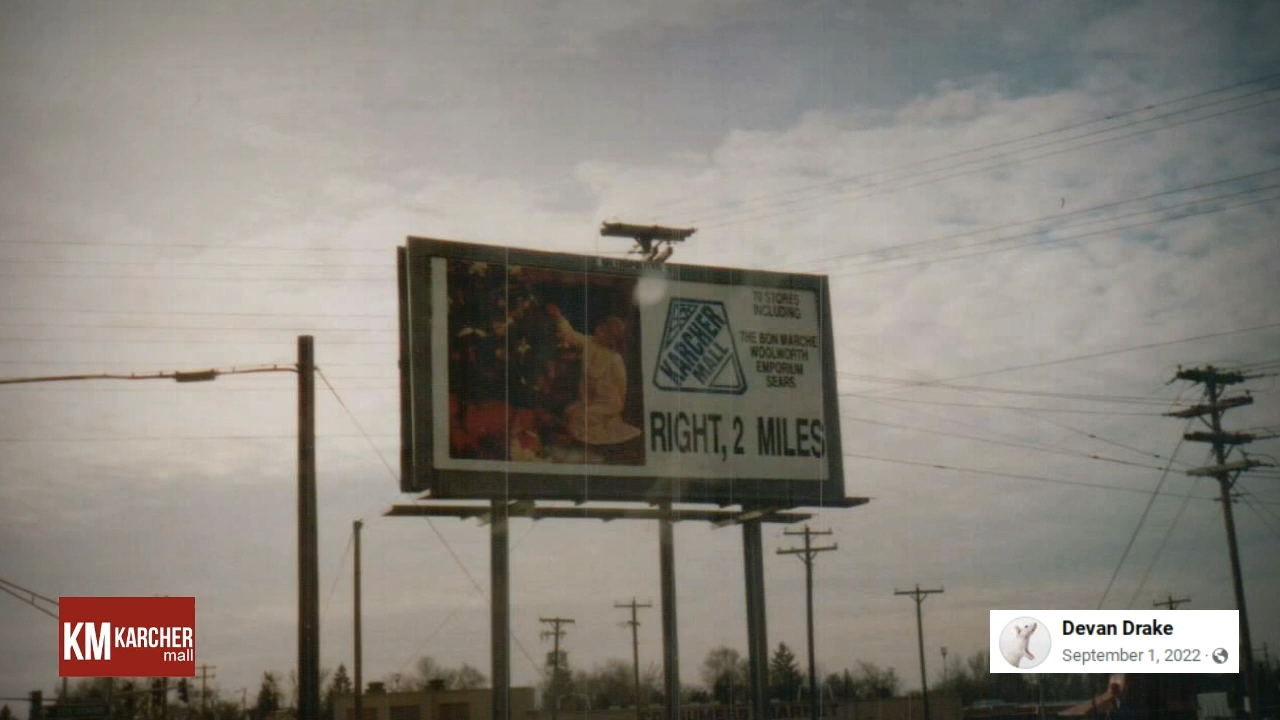 70 STORES
INCLUDING
THE BON MARCHE
WOOLWORTH
EMPORIUM
SEARS
KARCHER
MALL
RIGHT, 2 MILES
KM KARCHER
mall
Devan Drake
September 1, 2022 ·